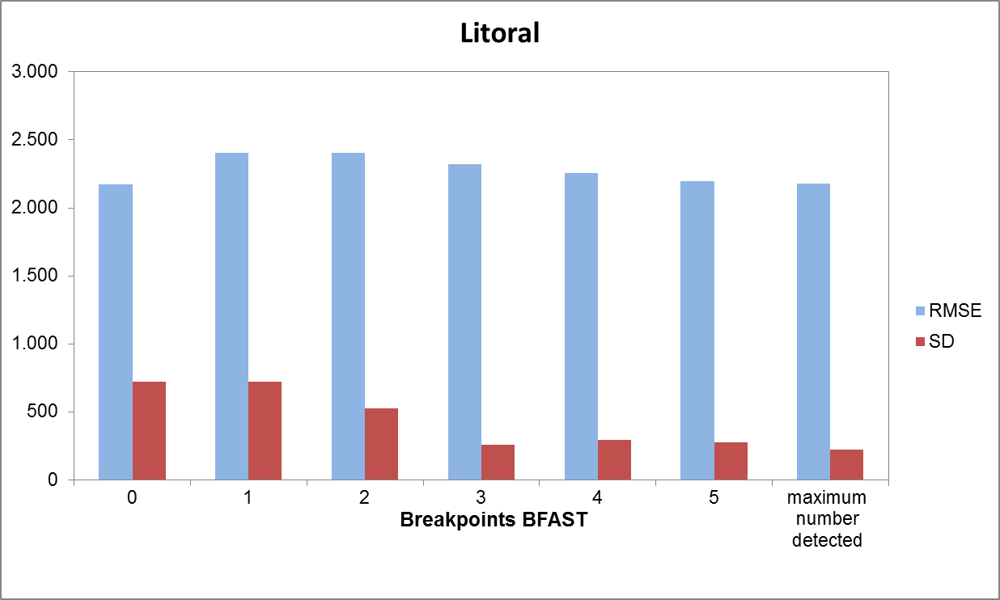 Litoral
3.000
2.500
2.000
1.500
1.000
500
0
0 1 2 3 4 5 maximum
number
detected
Breakpoints BFAST
RMSE
SD